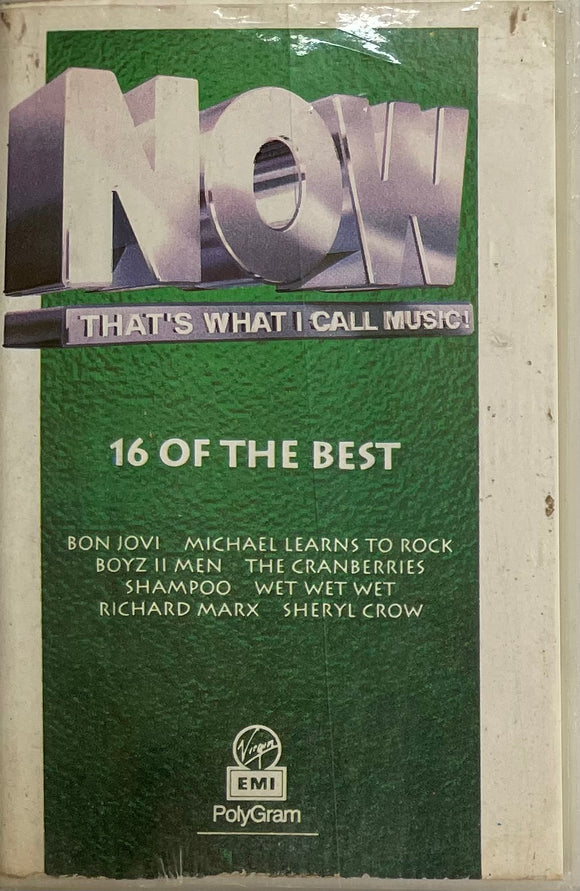 NOW
THAT'S WHAT I CALL MUSIC!
16 OF THE BEST
BON JOVI MICHAEL LEARNS TO ROCK
BOYZ II MEN THE CRANBERRIES
SHAMPOO WET WET WET
RICHARD MARX SHERYL CROW
Virgin
EMI
PolyGram